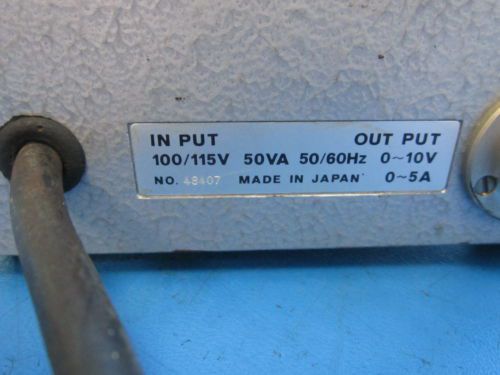 IN PUT OUT PUT
100/115V 50VA 50/60Hz 0~10V
NO. 48407 MADE IN JAPAN 0~5A